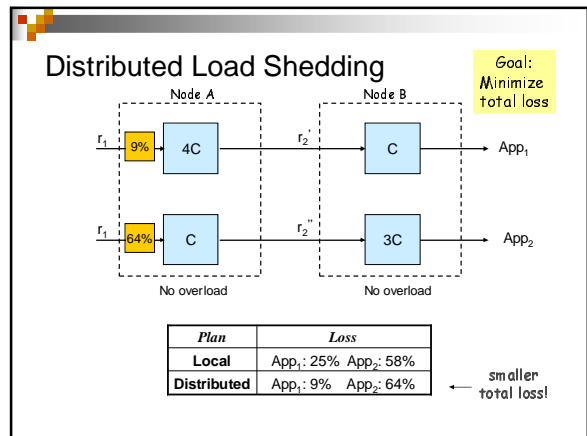 Distributed Load Shedding
Goal:
Minimize
total loss
Node A
Node B
r₁ 9% 4C r₂' C App₁
r₁ 64% C r₂'' 3C App₂
No overload
No overload
Plan Loss
Local App₁: 25% App₂: 58%
Distributed App₁: 9% App₂: 64%
smaller
total loss!